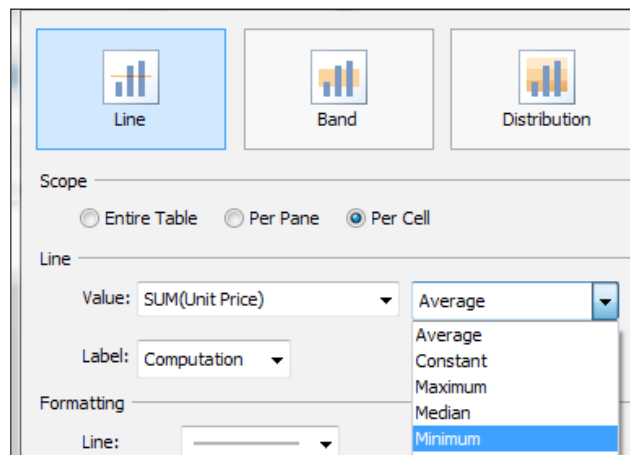 Line Band Distribution
Scope
Entire Table Per Pane Per Cell
Line
Value: SUM(Unit Price) Average
Average
Label: Computation
Constant
Maximum
Formatting
Median
Line:
Minimum